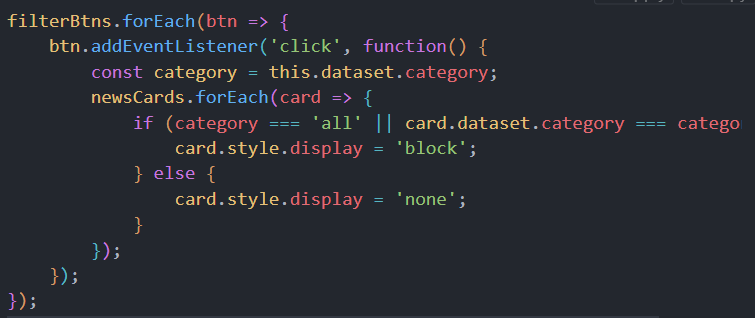 filterBtns.forEach(btn => {
    btn.addEventListener('click', function() {
        const category = this.dataset.category;
        newsCards.forEach(card => {
            if (category === 'all' || card.dataset.category === catego
                card.style.display = 'block';
            } else {
                card.style.display = 'none';
            }
        });
    });
});